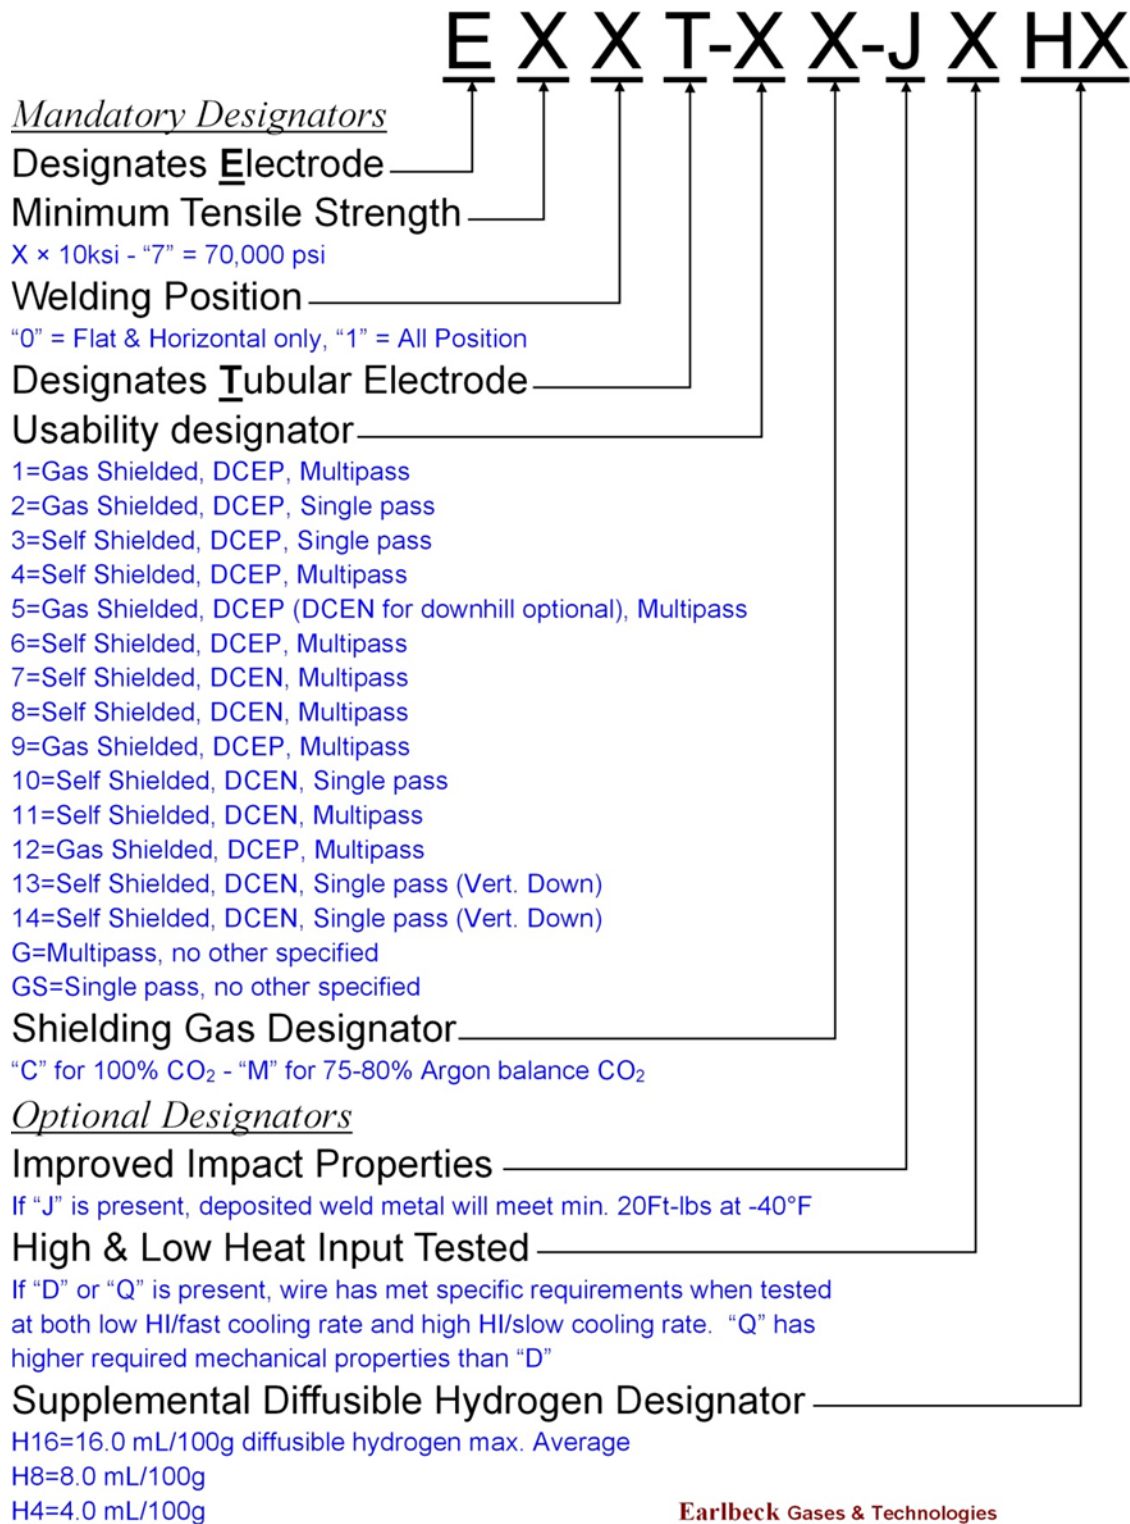 E X X T-X X-J X HX
Mandatory Designators
Designates Electrode
Minimum Tensile Strength
X × 10ksi - “7” = 70,000 psi
Welding Position
“0” = Flat & Horizontal only, “1” = All Position
Designates Tubular Electrode
Usability designator
1=Gas Shielded, DCEP, Multipass
2=Gas Shielded, DCEP, Single pass
3=Self Shielded, DCEP, Single pass
4=Self Shielded, DCEP, Multipass
5=Gas Shielded, DCEP (DCEN for downhill optional), Multipass
6=Self Shielded, DCEP, Multipass
7=Self Shielded, DCEN, Multipass
8=Self Shielded, DCEN, Multipass
9=Gas Shielded, DCEP, Multipass
10=Self Shielded, DCEN, Single pass
11=Self Shielded, DCEN, Multipass
12=Gas Shielded, DCEP, Multipass
13=Self Shielded, DCEN, Single pass (Vert. Down)
14=Self Shielded, DCEN, Single pass (Vert. Down)
G=Multipass, no other specified
GS=Single pass, no other specified
Shielding Gas Designator
“C” for 100% CO₂ - “M” for 75-80% Argon balance CO₂
Optional Designators
Improved Impact Properties
If “J” is present, deposited weld metal will meet min. 20Ft-lbs at -40°F
High & Low Heat Input Tested
If “D” or “Q” is present, wire has met specific requirements when tested
at both low HI/fast cooling rate and high HI/slow cooling rate.  “Q” has
higher required mechanical properties than “D”
Supplemental Diffusible Hydrogen Designator
H16=16.0 mL/100g diffusible hydrogen max. Average
H8=8.0 mL/100g
H4=4.0 mL/100g
Earlbeck Gases & Technologies